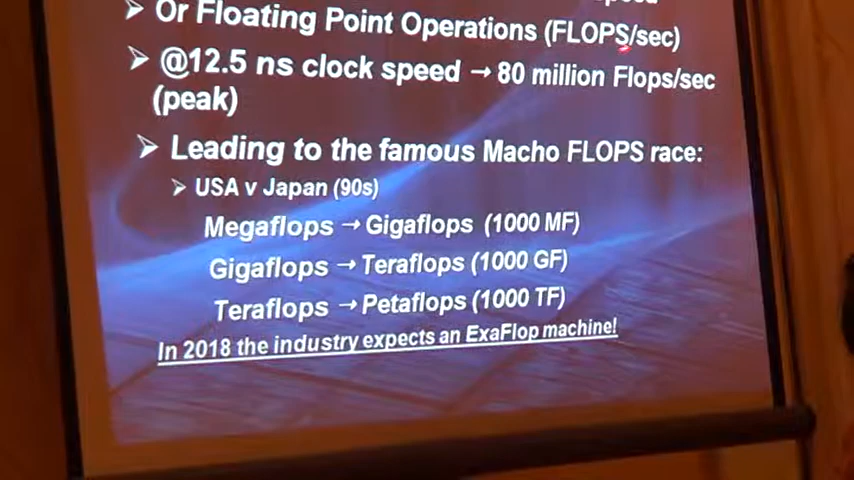 speed
➢ Or Floating Point Operations (FLOPS/sec)
➢ @12.5 ns clock speed → 80 million Flops/sec
(peak)
➢ Leading to the famous Macho FLOPS race:
➢ USA v Japan (90s)
Megaflops → Gigaflops (1000 MF)
Gigaflops → Teraflops (1000 GF)
Teraflops → Petaflops (1000 TF)
In 2018 the industry expects an ExaFlop machine!